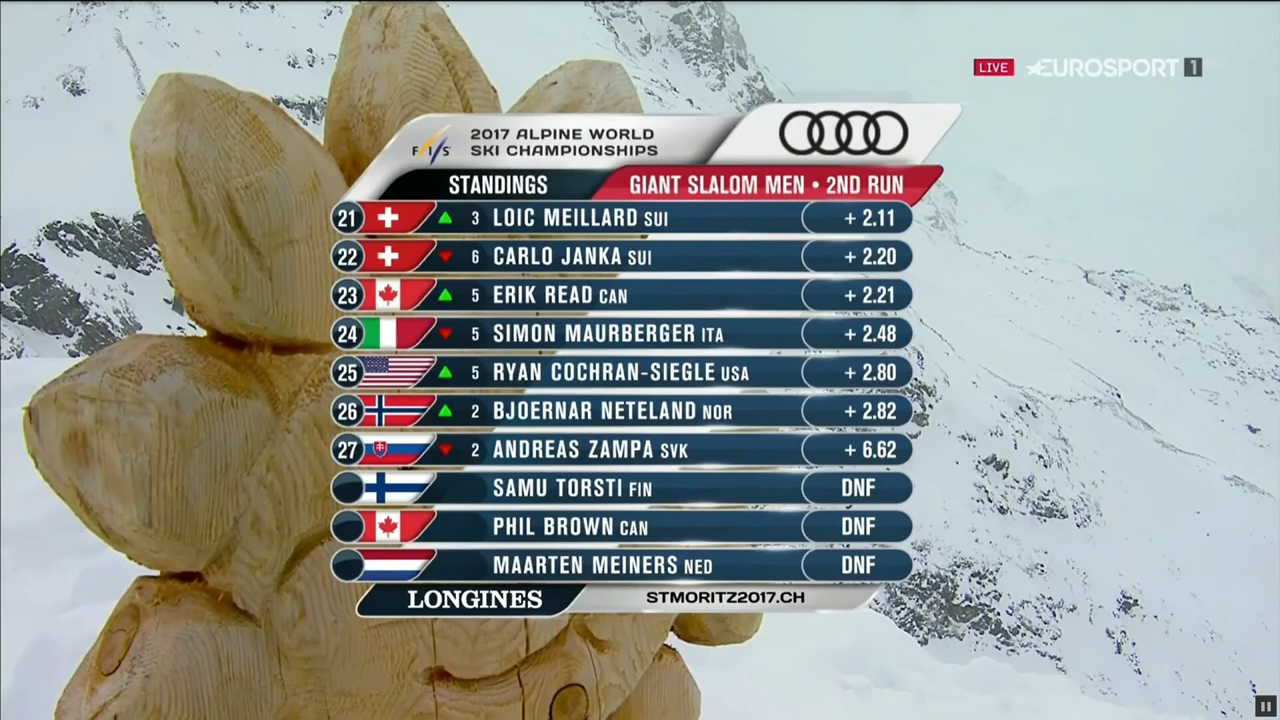 LIVE EUROSPORT 1
FIS
2017 ALPINE WORLD
SKI CHAMPIONSHIPS
STANDINGS GIANT SLALOM MEN • 2ND RUN
21 3 LOIC MEILLARD SUI + 2.11
22 6 CARLO JANKA SUI + 2.20
23 5 ERIK READ CAN + 2.21
24 5 SIMON MAURBERGER ITA + 2.48
25 5 RYAN COCHRAN-SIEGLE USA + 2.80
26 2 BJOERNAR NETELAND NOR + 2.82
27 2 ANDREAS ZAMPA SVK + 6.62
SAMU TORSTI FIN DNF
PHIL BROWN CAN DNF
MAARTEN MEINERS NED DNF
LONGINES STMORITZ2017.CH